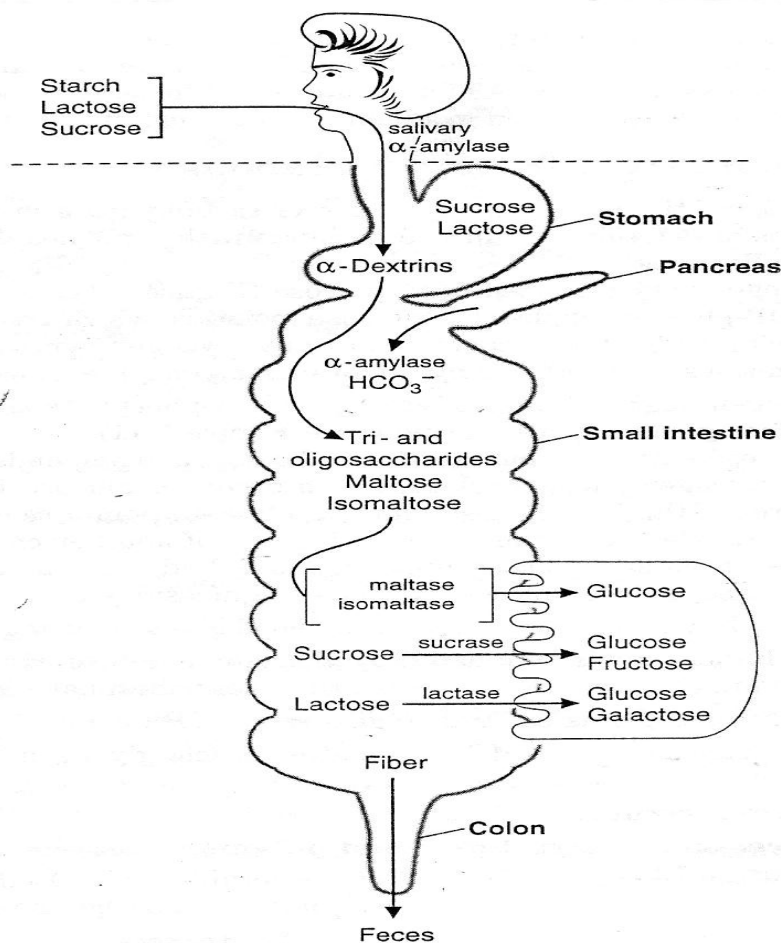 Starch
Lactose
Sucrose
salivary
α-amylase
Sucrose
Lactose
Stomach
α-Dextrins
Pancreas
α-amylase
HCO₃⁻
Tri- and
oligosaccharides
Maltose
Isomaltose
Small intestine
maltase
isomaltase
Glucose
Sucrose
sucrase
Glucose
Fructose
Lactose
lactase
Glucose
Galactose
Fiber
Colon
Feces